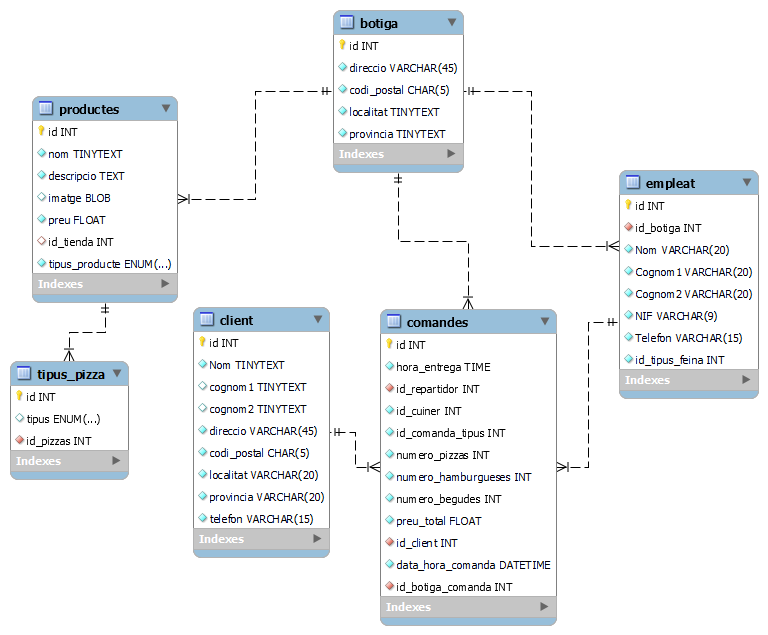 botiga
id INT
direccio VARCHAR(45)
codi_postal CHAR(5)
localitat TINYTEXT
provincia TINYTEXT
Indexes
productes
id INT
nom TINYTEXT
descripcio TEXT
imatge BLOB
preu FLOAT
id_tienda INT
tipus_producte ENUM(...)
Indexes
empleat
id INT
id_botiga INT
Nom VARCHAR(20)
Cognom1 VARCHAR(20)
Cognom2 VARCHAR(20)
NIF VARCHAR(9)
Telefon VARCHAR(15)
id_tipus_feina INT
Indexes
tipus_pizza
id INT
tipus ENUM(...)
id_pizzas INT
Indexes
client
id INT
Nom TINYTEXT
cognom1 TINYTEXT
cognom2 TINYTEXT
direccio VARCHAR(45)
codi_postal CHAR(5)
localitat VARCHAR(20)
provincia VARCHAR(20)
telefon VARCHAR(15)
Indexes
comandes
id INT
hora_entrega TIME
id_repartidor INT
id_cuiner INT
id_comanda_tipus INT
numero_pizzas INT
numero_hamburgueses INT
numero_begudes INT
preu_total FLOAT
id_client INT
data_hora_comanda DATETIME
id_botiga_comanda INT
Indexes